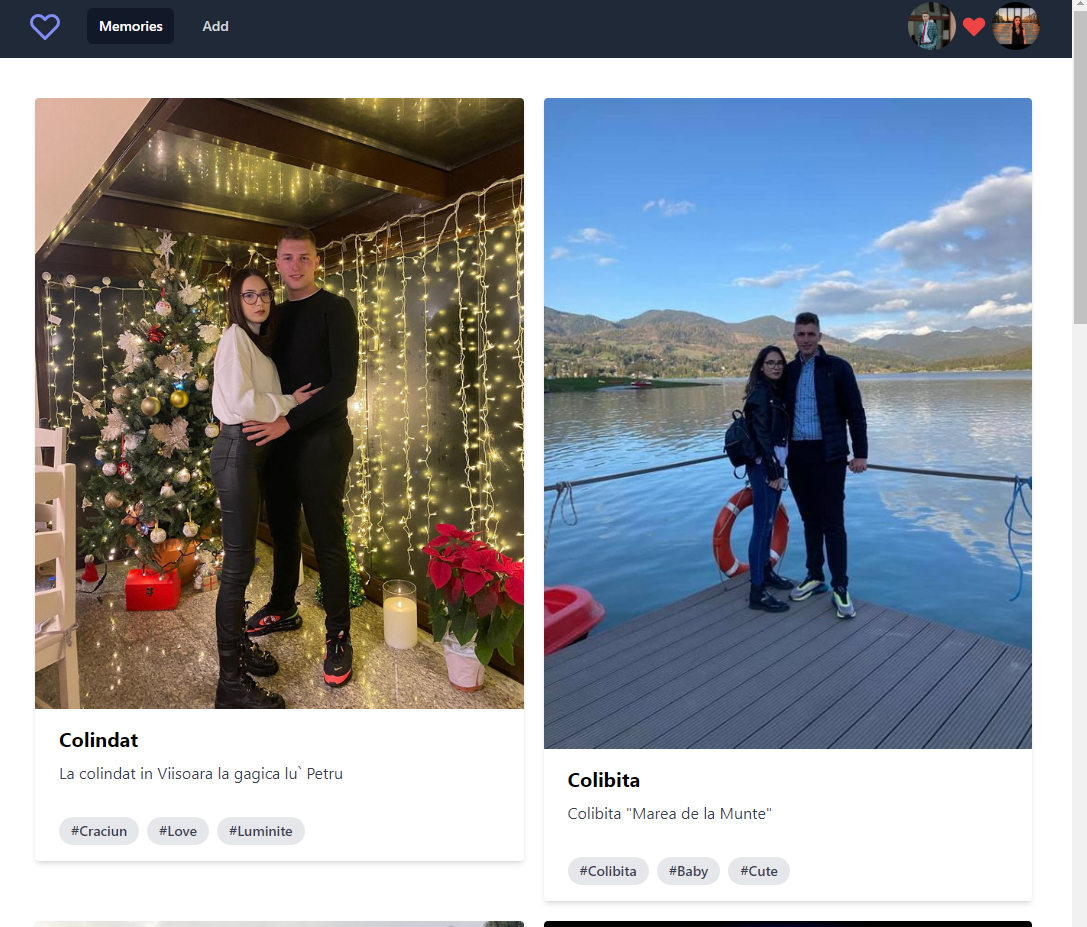 Memories
Add
Colindat
La colindat in Viisoara la gagica lu` Petru
#Craciun
#Love
#Luminite
Colibita
Colibita "Marea de la Munte"
#Colibita
#Baby
#Cute